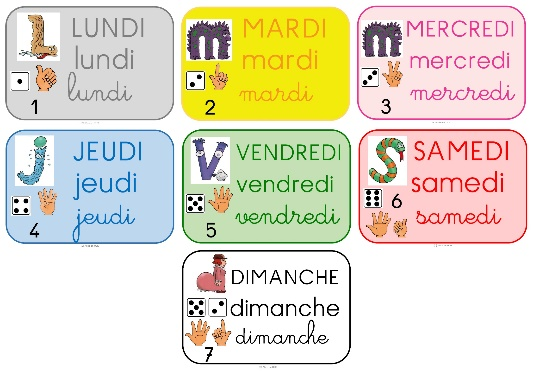 LUNDI
lundi
lundi
1
MARDI
mardi
mardi
2
MERCREDI
mercredi
mercredi
3
JEUDI
jeudi
jeudi
4
VENDREDI
vendredi
vendredi
5
SAMEDI
samedi
6
samedi
DIMANCHE
dimanche
dimanche
7